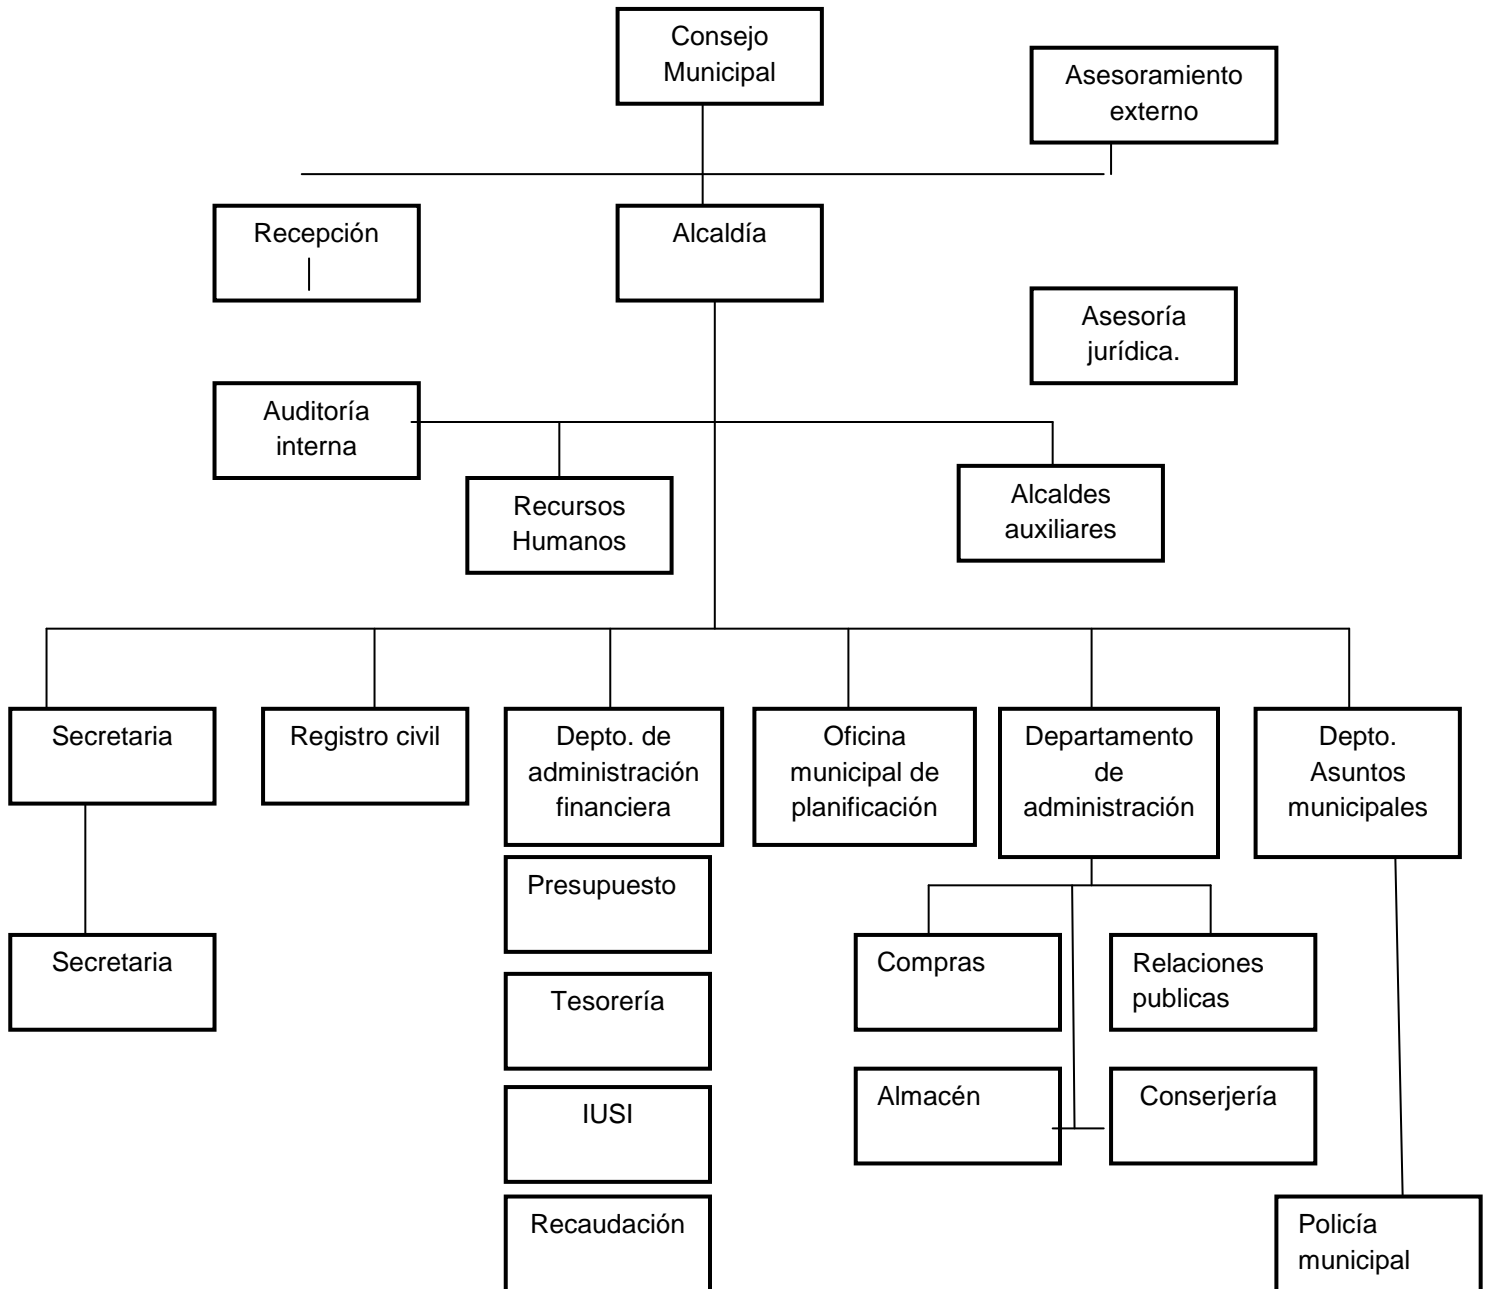 Consejo
Municipal
Asesoramiento
externo
Recepción
Alcaldía
Asesoría
jurídica.
Auditoría
interna
Recursos
Humanos
Alcaldes
auxiliares
Secretaria
Registro civil
Depto. de
administración
financiera
Oficina
municipal de
planificación
Departamento
de
administración
Depto.
Asuntos
municipales
Presupuesto
Secretaria
Compras
Relaciones
publicas
Tesorería
Almacén
Conserjería
IUSI
Recaudación
Policía
municipal